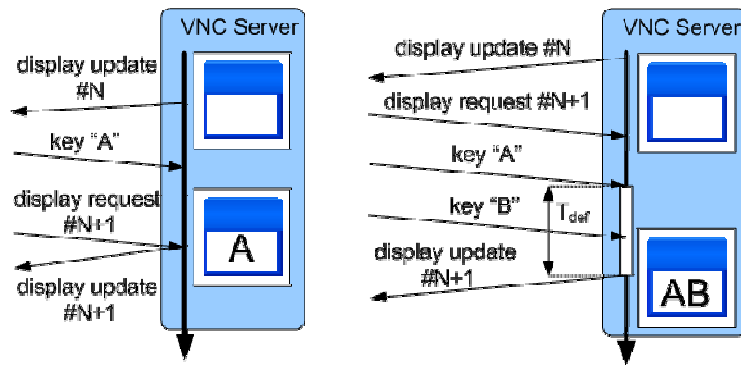 VNC Server
display update
#N
key “A”
display request
#N+1
A
display update
#N+1
VNC Server
display update #N
display request #N+1
key “A”
key “B”
Tdef
display update
#N+1
AB